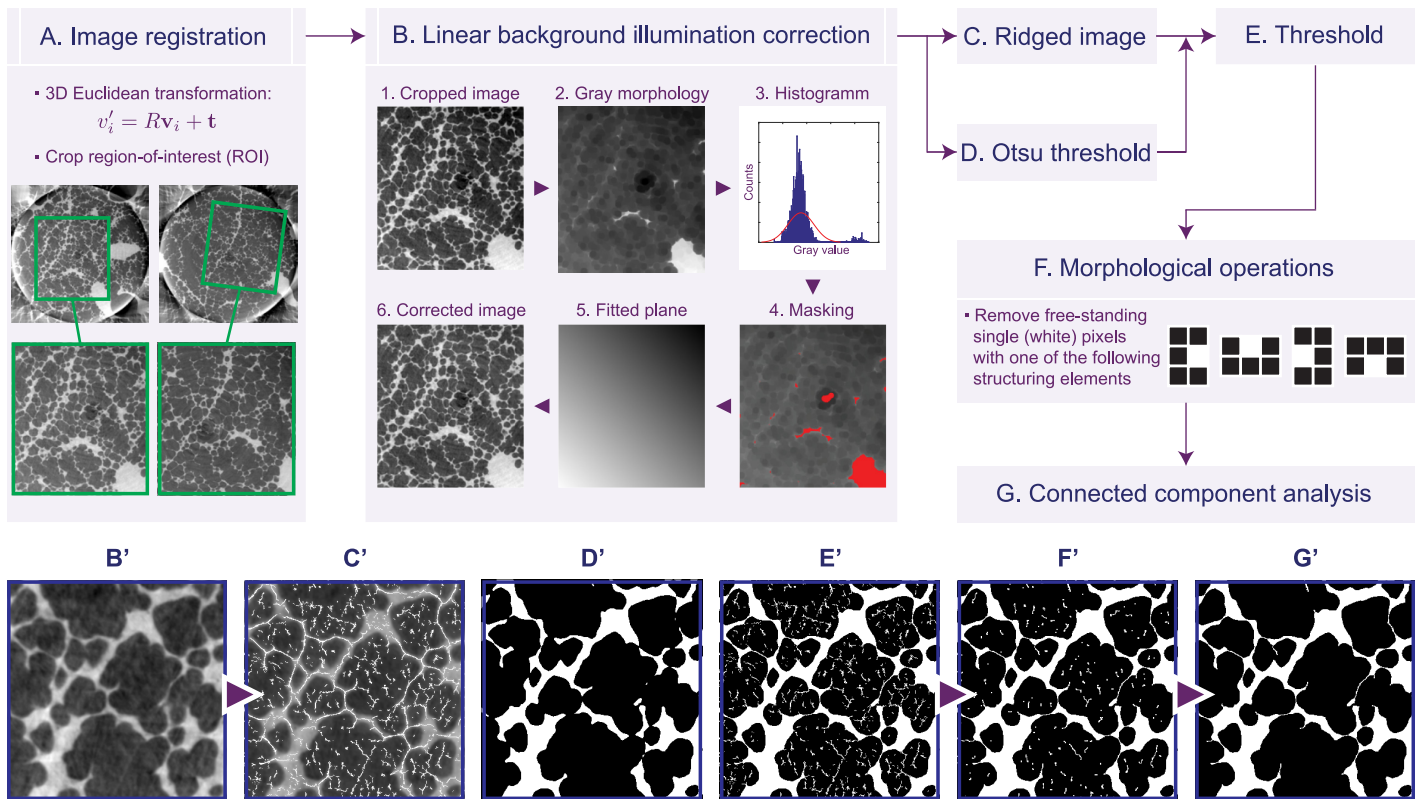 A. Image registration
▪ 3D Euclidean transformation:
v′ᵢ = Rvᵢ + t
▪ Crop region-of-interest (ROI)
B. Linear background illumination correction
1. Cropped image
2. Gray morphology
3. Histogramm
Counts
Gray value
6. Corrected image
5. Fitted plane
4. Masking
C. Ridged image
D. Otsu threshold
E. Threshold
F. Morphological operations
▪ Remove free-standing
single (white) pixels
with one of the following
structuring elements
G. Connected component analysis
B’
C’
D’
E’
F’
G’